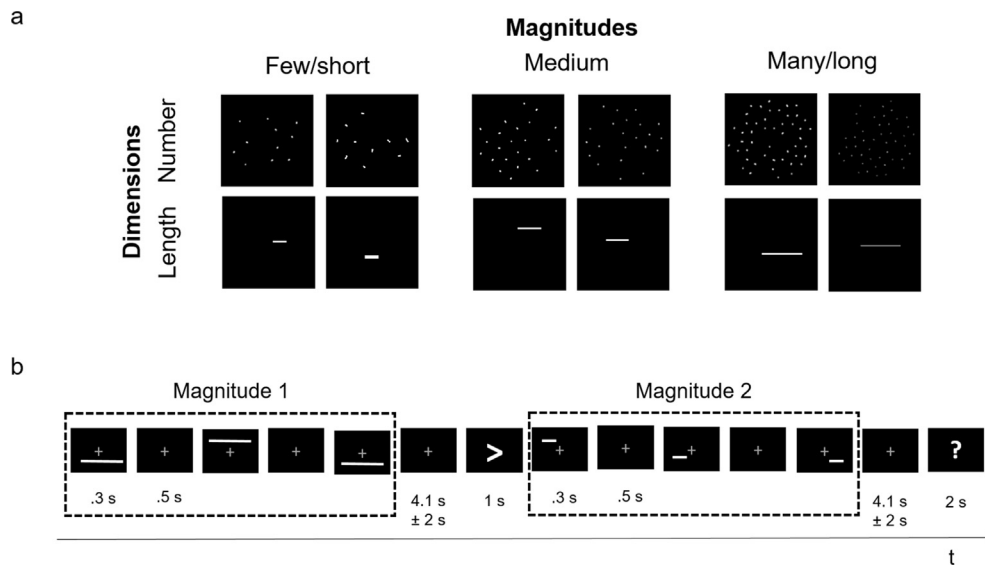 a
Magnitudes
Few/short
Medium
Many/long
Dimensions
Number
Length
b
Magnitude 1
Magnitude 2
>
?
.3 s
.5 s
4.1 s
± 2 s
1 s
.3 s
.5 s
4.1 s
± 2 s
2 s
t